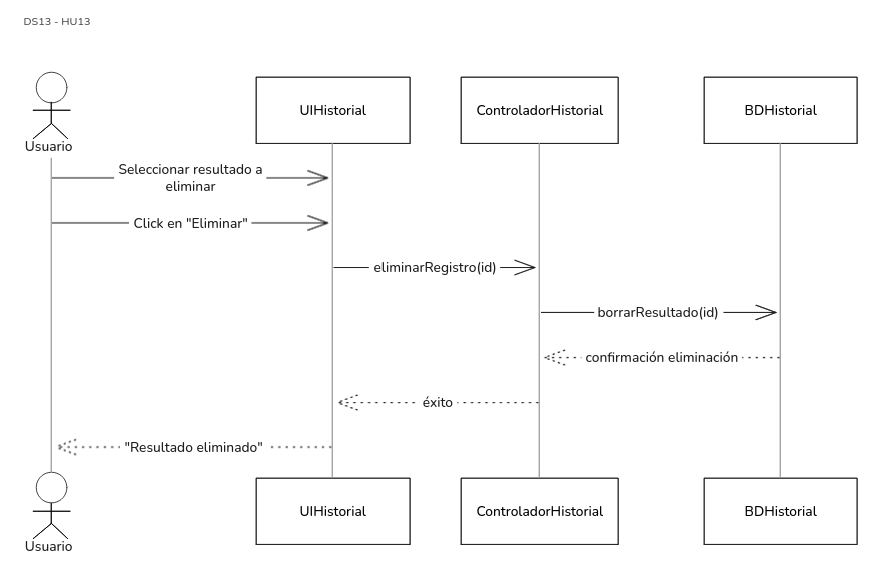 DS13 - HU13
UIHistorial
ControladorHistorial
BDHistorial
Usuario
Seleccionar resultado a
eliminar
Click en "Eliminar"
eliminarRegistro(id)
borrarResultado(id)
confirmación eliminación
éxito
"Resultado eliminado"
UIHistorial
ControladorHistorial
BDHistorial
Usuario